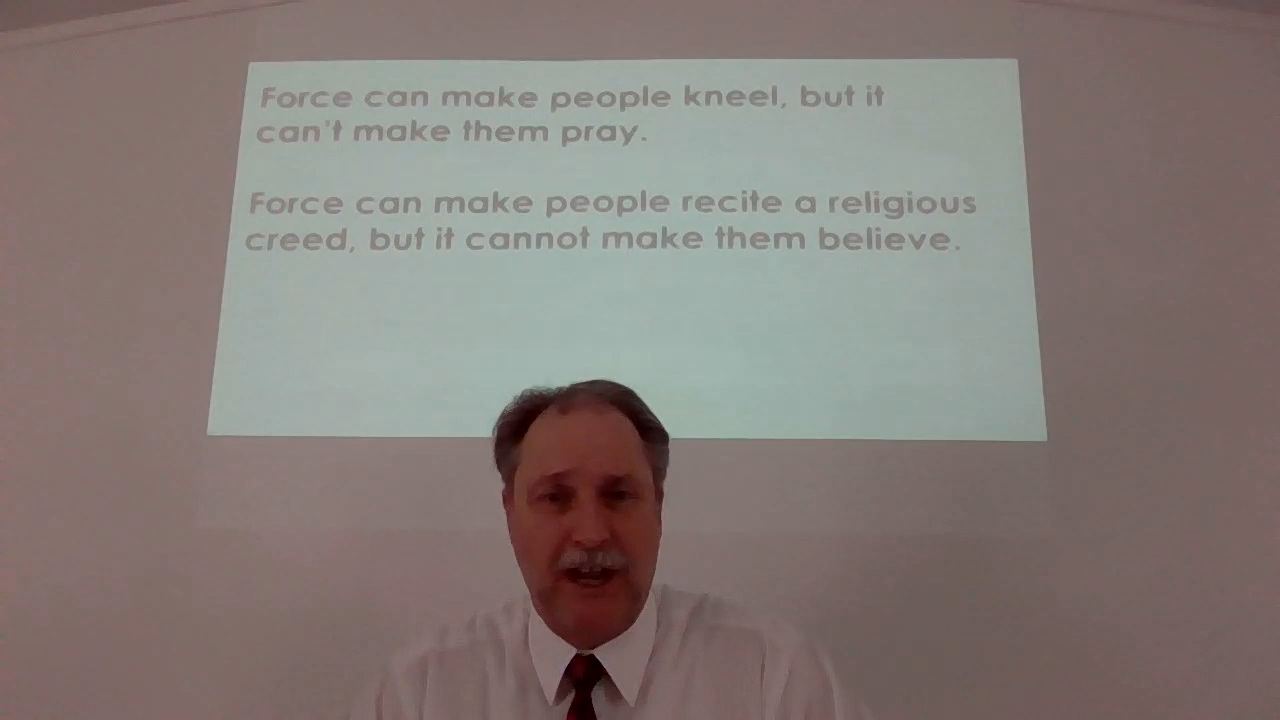 Force can make people kneel, but it
can't make them pray.
Force can make people recite a religious
creed, but it cannot make them believe.